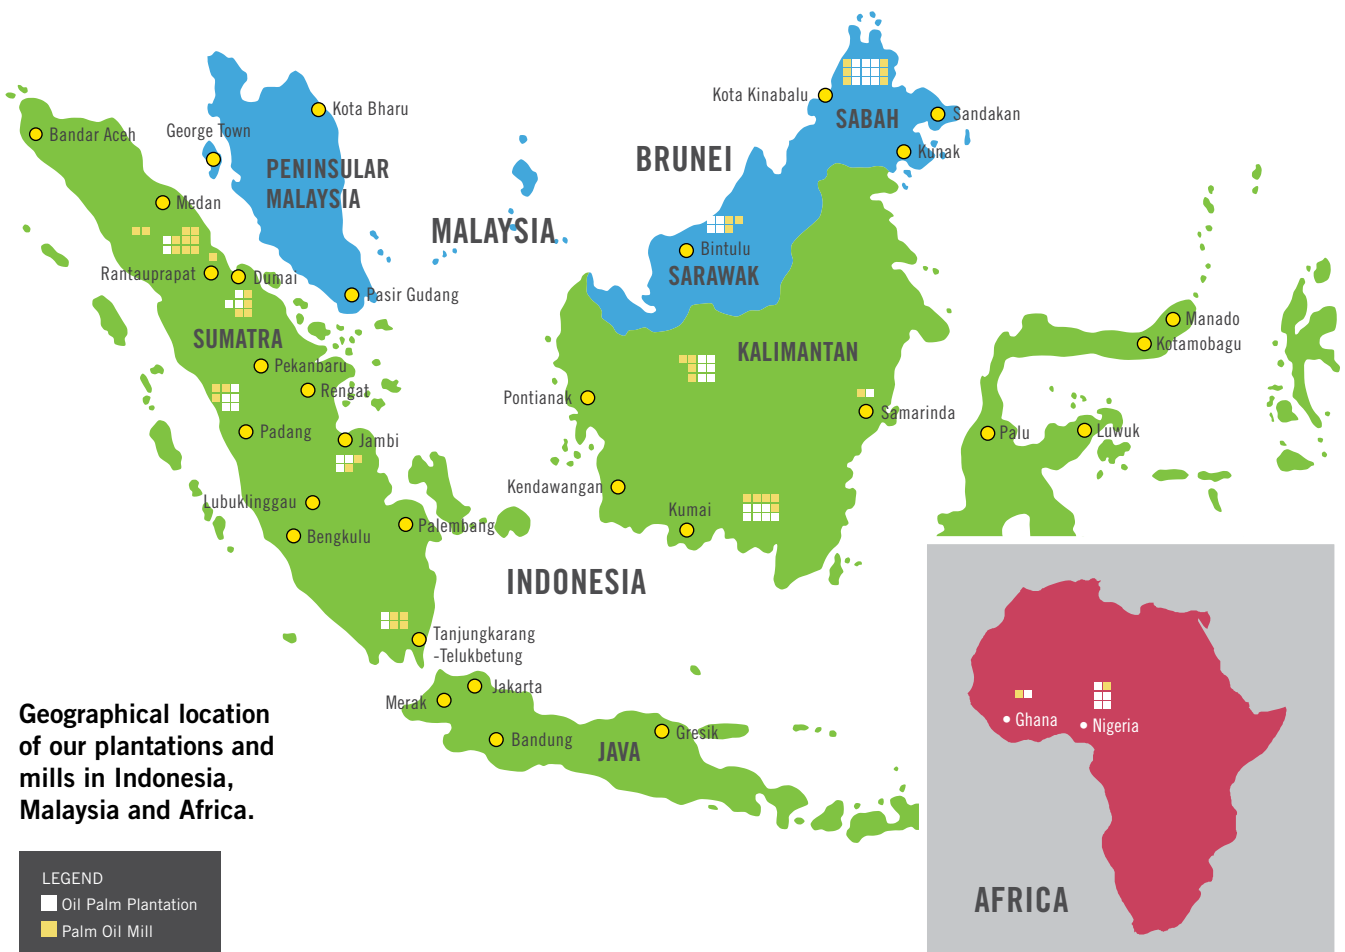 Kota Kinabalu
SABAH
Sandakan
Kunak
Kota Bharu
George Town
Bandar Aceh
BRUNEI
PENINSULAR
MALAYSIA
Medan
MALAYSIA
Bintulu
SARAWAK
Rantauprapat
Dumai
Pasir Gudang
SUMATRA
Manado
Kotamobagu
KALIMANTAN
Pekanbaru
Rengat
Pontianak
Samarinda
Padang
Jambi
Palu
Luwuk
Kendawangan
Lubuklinggau
Kumai
Palembang
Bengkulu
INDONESIA
Tanjungkarang
-Telukbetung
Jakarta
Merak
Bandung
JAVA
Gresik
Ghana
Nigeria
AFRICA
Geographical location
of our plantations and
mills in Indonesia,
Malaysia and Africa.
LEGEND
Oil Palm Plantation
Palm Oil Mill